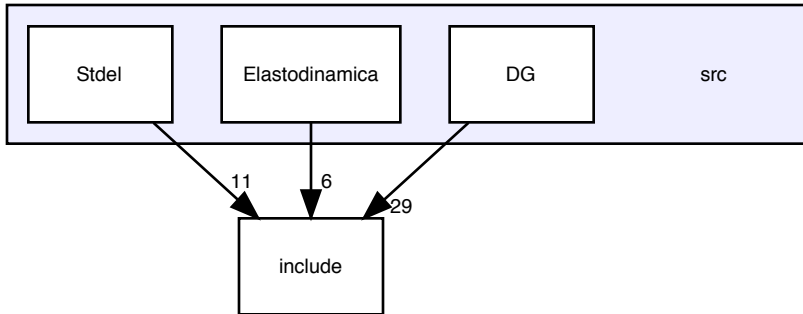 Stdel
Elastodinamica
DG
src
11
6
29
include